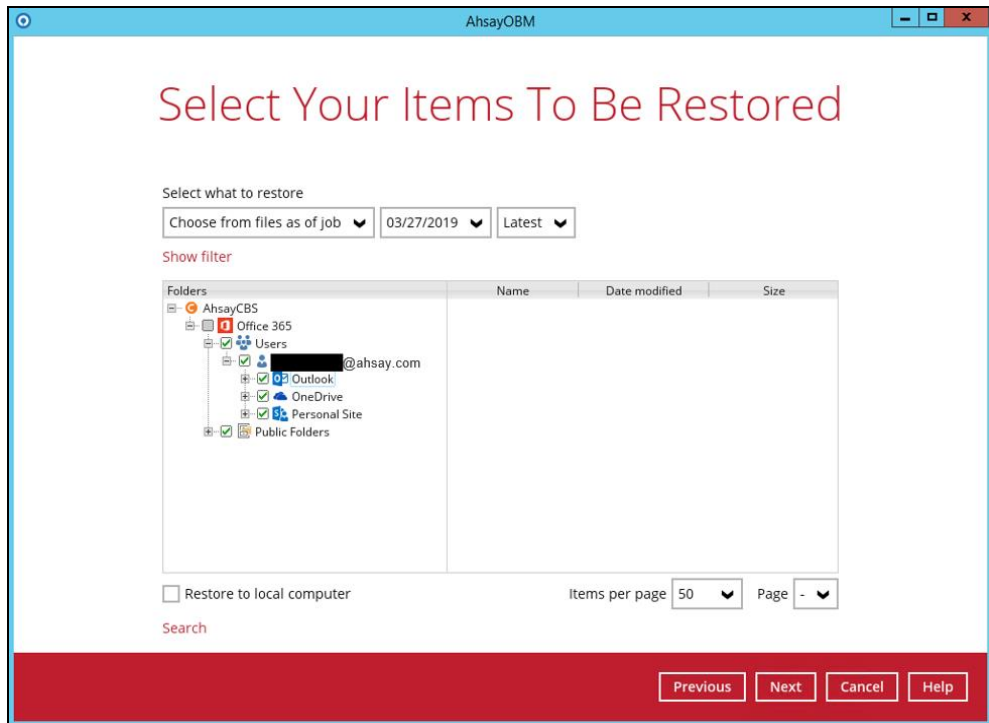 AhsayOBM
Select Your Items To Be Restored
Select what to restore
Choose from files as of job 03/27/2019 Latest
Show filter
Folders Name Date modified Size
AhsayCBS
Office 365
Users
@ahsay.com
Outlook
OneDrive
Personal Site
Public Folders
Restore to local computer Items per page 50 Page -
Search
Previous Next Cancel Help